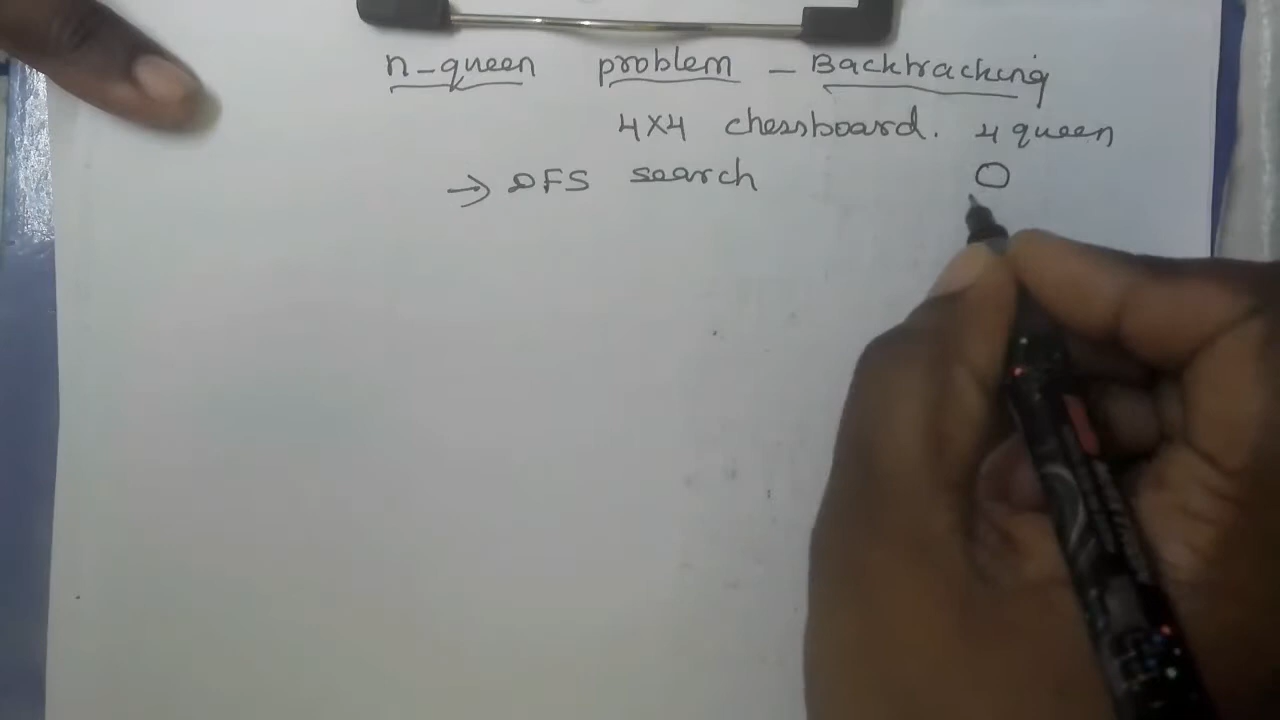 n-queen problem - Backtracking
4x4 chessboard. 4 queen
→ DFS search